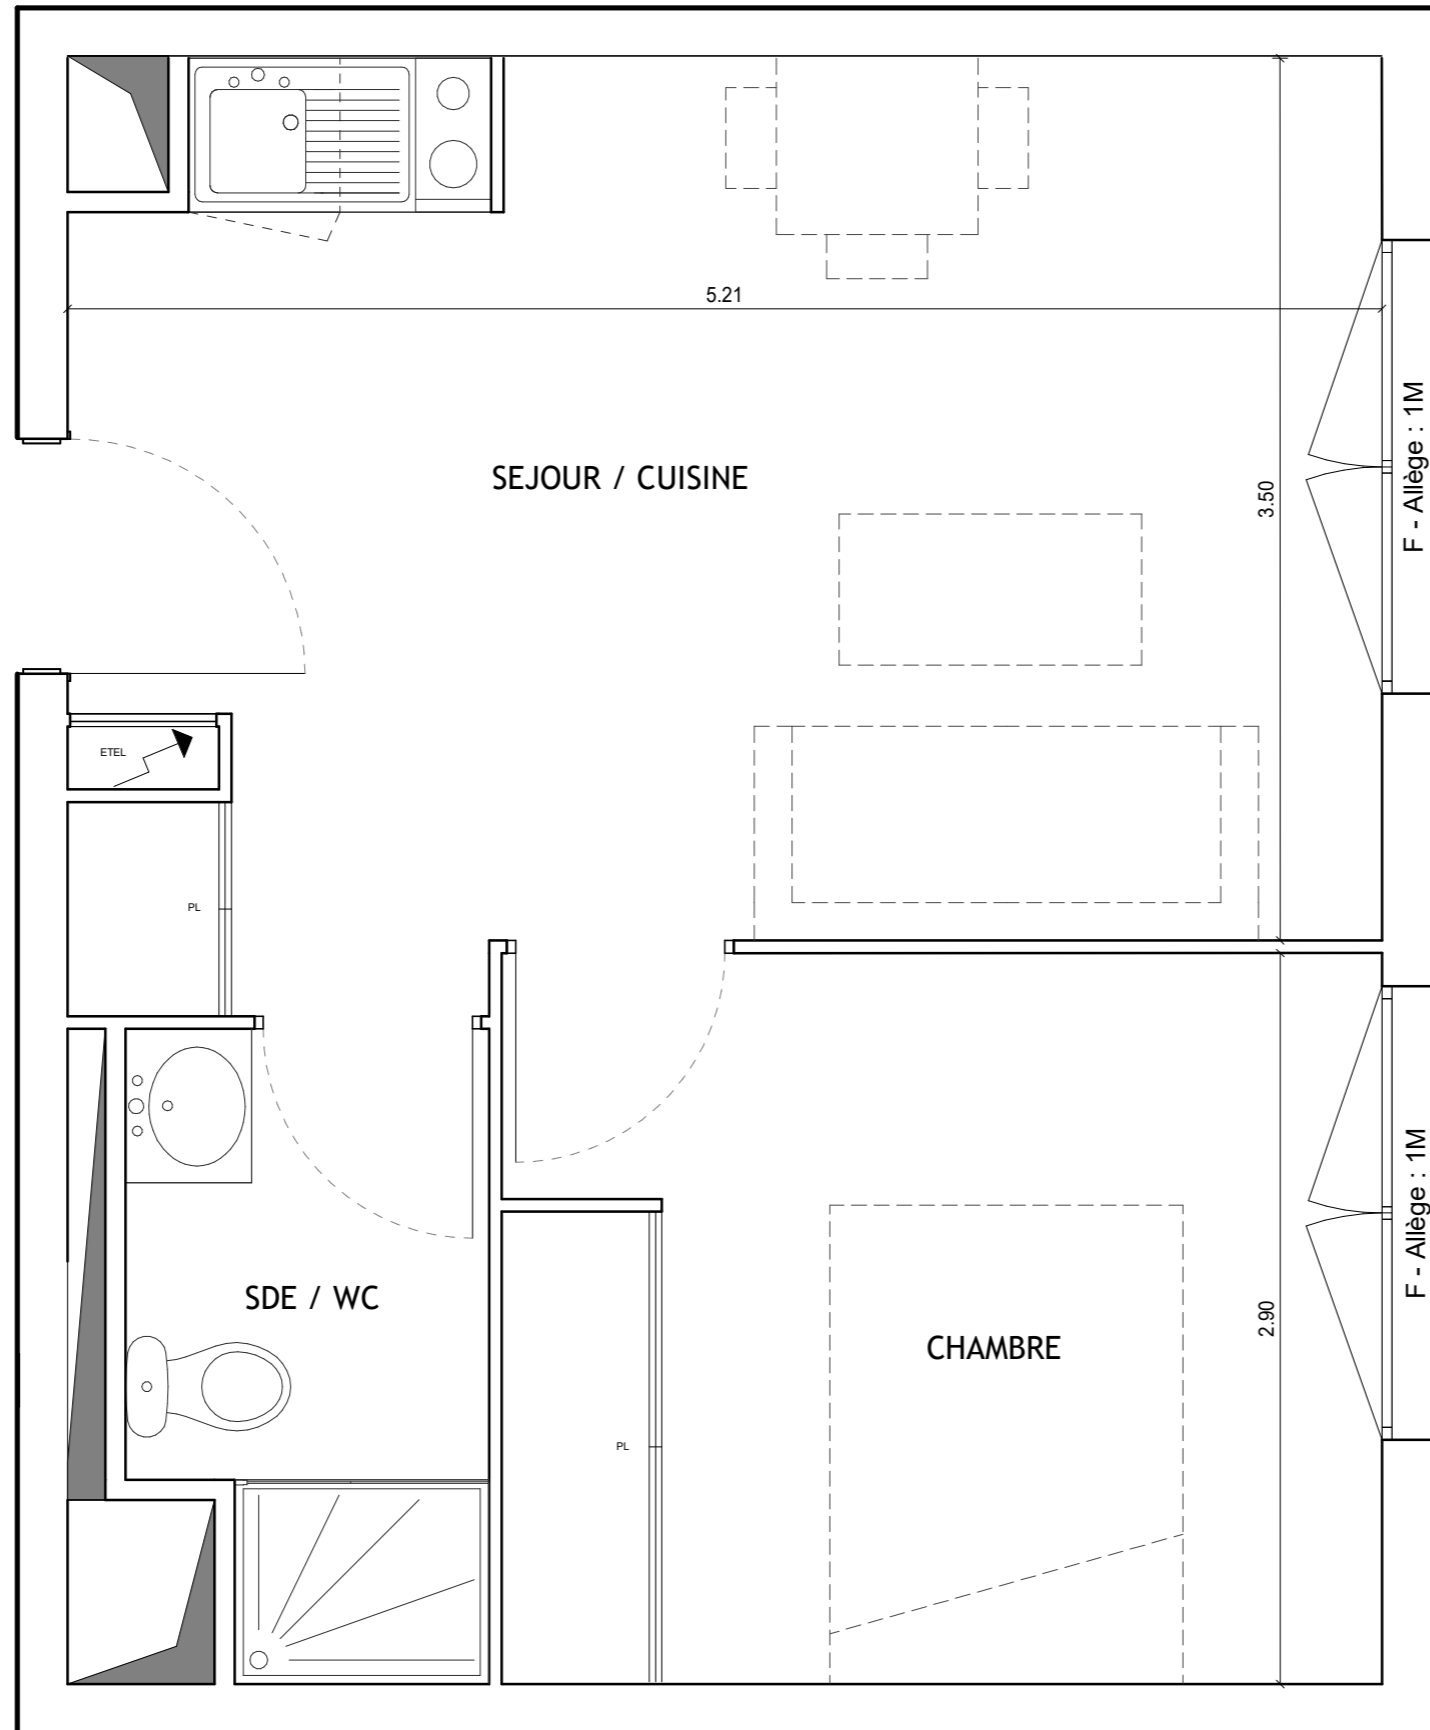 5.21
F - Allège : 1M
SEJOUR / CUISINE
3.50
ETEL
PL
F - Allège : 1M
SDE / WC
2.90
CHAMBRE
PL